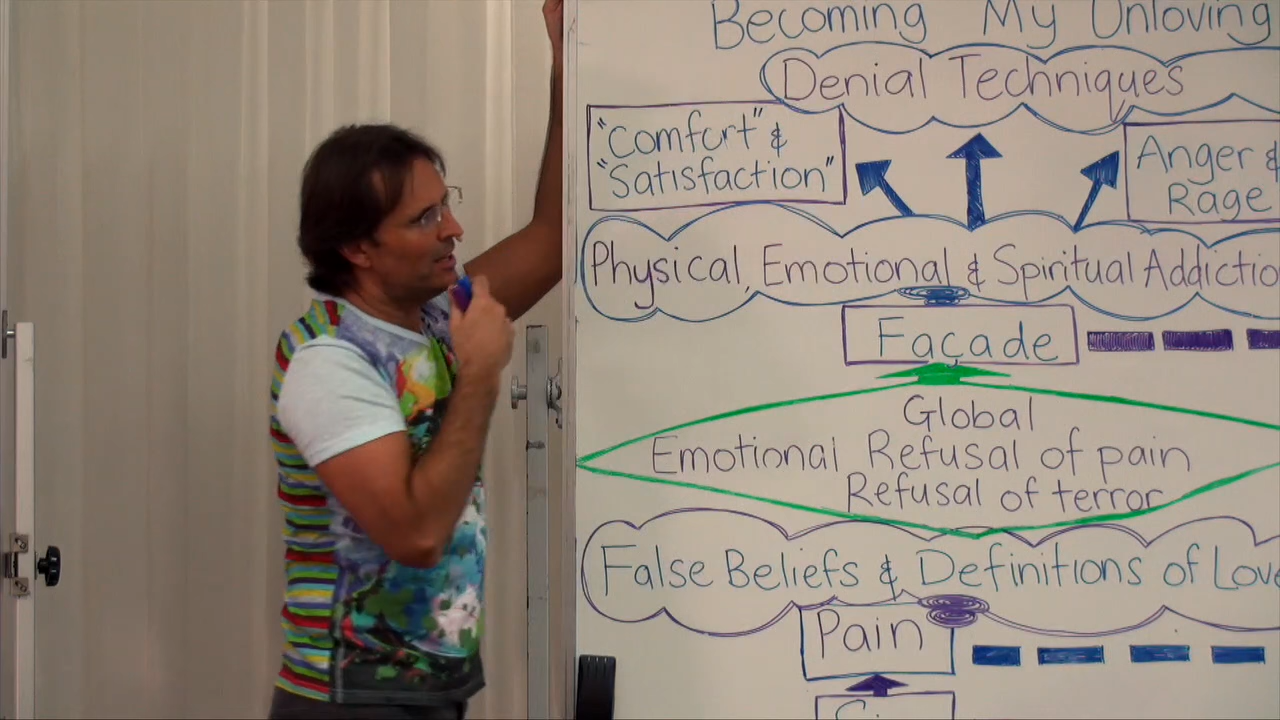 Becoming My Unloving
Denial Techniques
"Comfort" &
"Satisfaction"
Anger &
Rage
Physical, Emotional & Spiritual Addictio
Façade
Global
Emotional Refusal of pain
Refusal of terror
False Beliefs & Definitions of Love
Pain